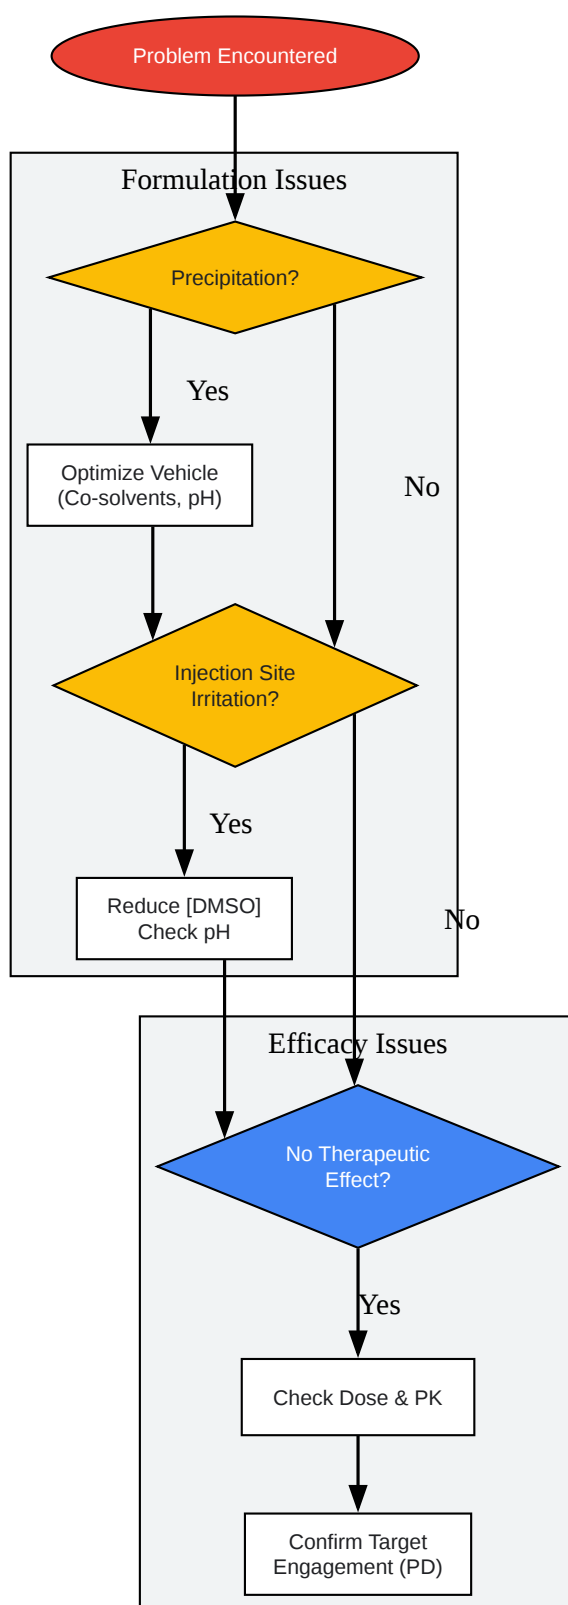 Problem Encountered
Formulation Issues
Precipitation?
Yes
Optimize Vehicle
(Co-solvents, pH)
No
Injection Site
Irritation?
Yes
Reduce [DMSO]
Check pH
No
Efficacy Issues
No Therapeutic
Effect?
Yes
Check Dose & PK
Confirm Target
Engagement (PD)